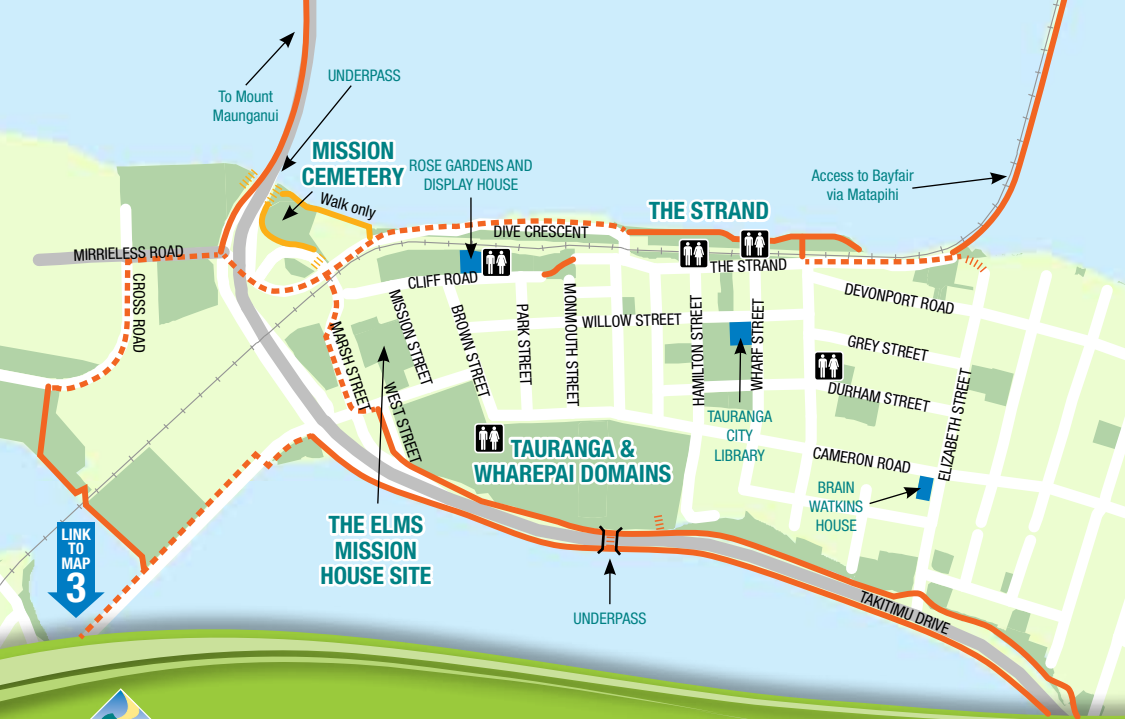 To Mount
Maunganui
UNDERPASS
MISSION
CEMETERY
Walk only
ROSE GARDENS AND
DISPLAY HOUSE
THE STRAND
Access to Bayfair
via Matapihi
MIRRIELESS ROAD
CROSS ROAD
DIVE CRESCENT
THE STRAND
CLIFF ROAD
MISSION STREET
BROWN STREET
PARK STREET
MONMOUTH STREET
WILLOW STREET
HAMILTON STREET
WHARF STREET
DEVONPORT ROAD
GREY STREET
DURHAM STREET
ELIZABETH STREET
CAMERON ROAD
MARSH STREET
WEST STREET
TAURANGA
CITY
LIBRARY
TAURANGA &
WHAREPAI DOMAINS
BRAIN
WATKINS
HOUSE
THE ELMS
MISSION
HOUSE SITE
LINK
TO
MAP
3
UNDERPASS
TAKITIMU DRIVE